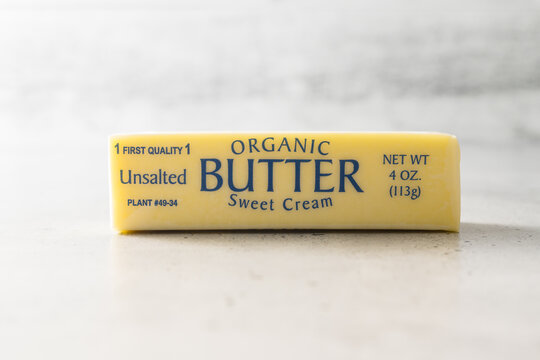 1 FIRST QUALITY 1
Unsalted
PLANT #49-34
ORGANIC
BUTTER
Sweet Cream
NET WT
4 OZ.
(113g)